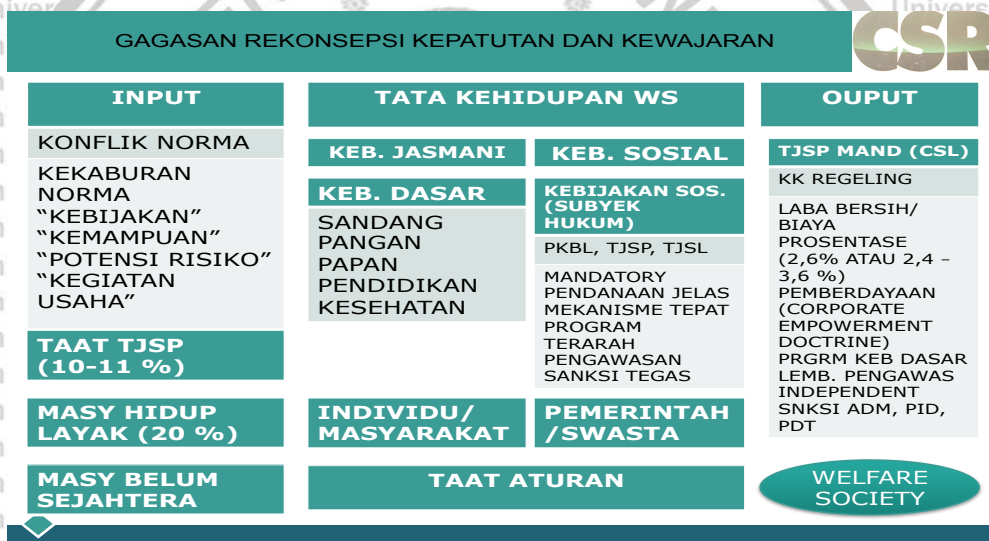 GAGASAN REKONSEPSI KEPATUTAN DAN KEWAJARAN
CSR
INPUT
KONFLIK NORMA
KEKABURAN
NORMA
“KEBIJAKAN”
“KEMAMPUAN”
“POTENSI RISIKO”
“KEGIATAN
USAHA”
TAAT TJSP
(10-11 %)
MASY HIDUP
LAYAK (20 %)
MASY BELUM
SEJAHTERA
TATA KEHIDUPAN WS
KEB. JASMANI
KEB. DASAR
SANDANG
PANGAN
PAPAN
PENDIDIKAN
KESEHATAN
INDIVIDU/
MASYARAKAT
KEB. SOSIAL
KEBIJAKAN SOS.
(SUBYEK
HUKUM)
PKBL, TJSP, TJSL
MANDATORY
PENDANAAN JELAS
MEKANISME TEPAT
PROGRAM
TERARAH
PENGAWASAN
SANKSI TEGAS
PEMERINTAH
/SWASTA
TAAT ATURAN
OUPUT
TJSP MAND (CSL)
KK REGELING
LABA BERSIH/
BIAYA
PROSENTASE
(2,6% ATAU 2,4 –
3,6 %)
PEMBERDAYAAN
(CORPORATE
EMPOWERMENT
DOCTRINE)
PRGRM KEB DASAR
LEMB. PENGAWAS
INDEPENDENT
SNKSI ADM, PID,
PDT
WELFARE
SOCIETY